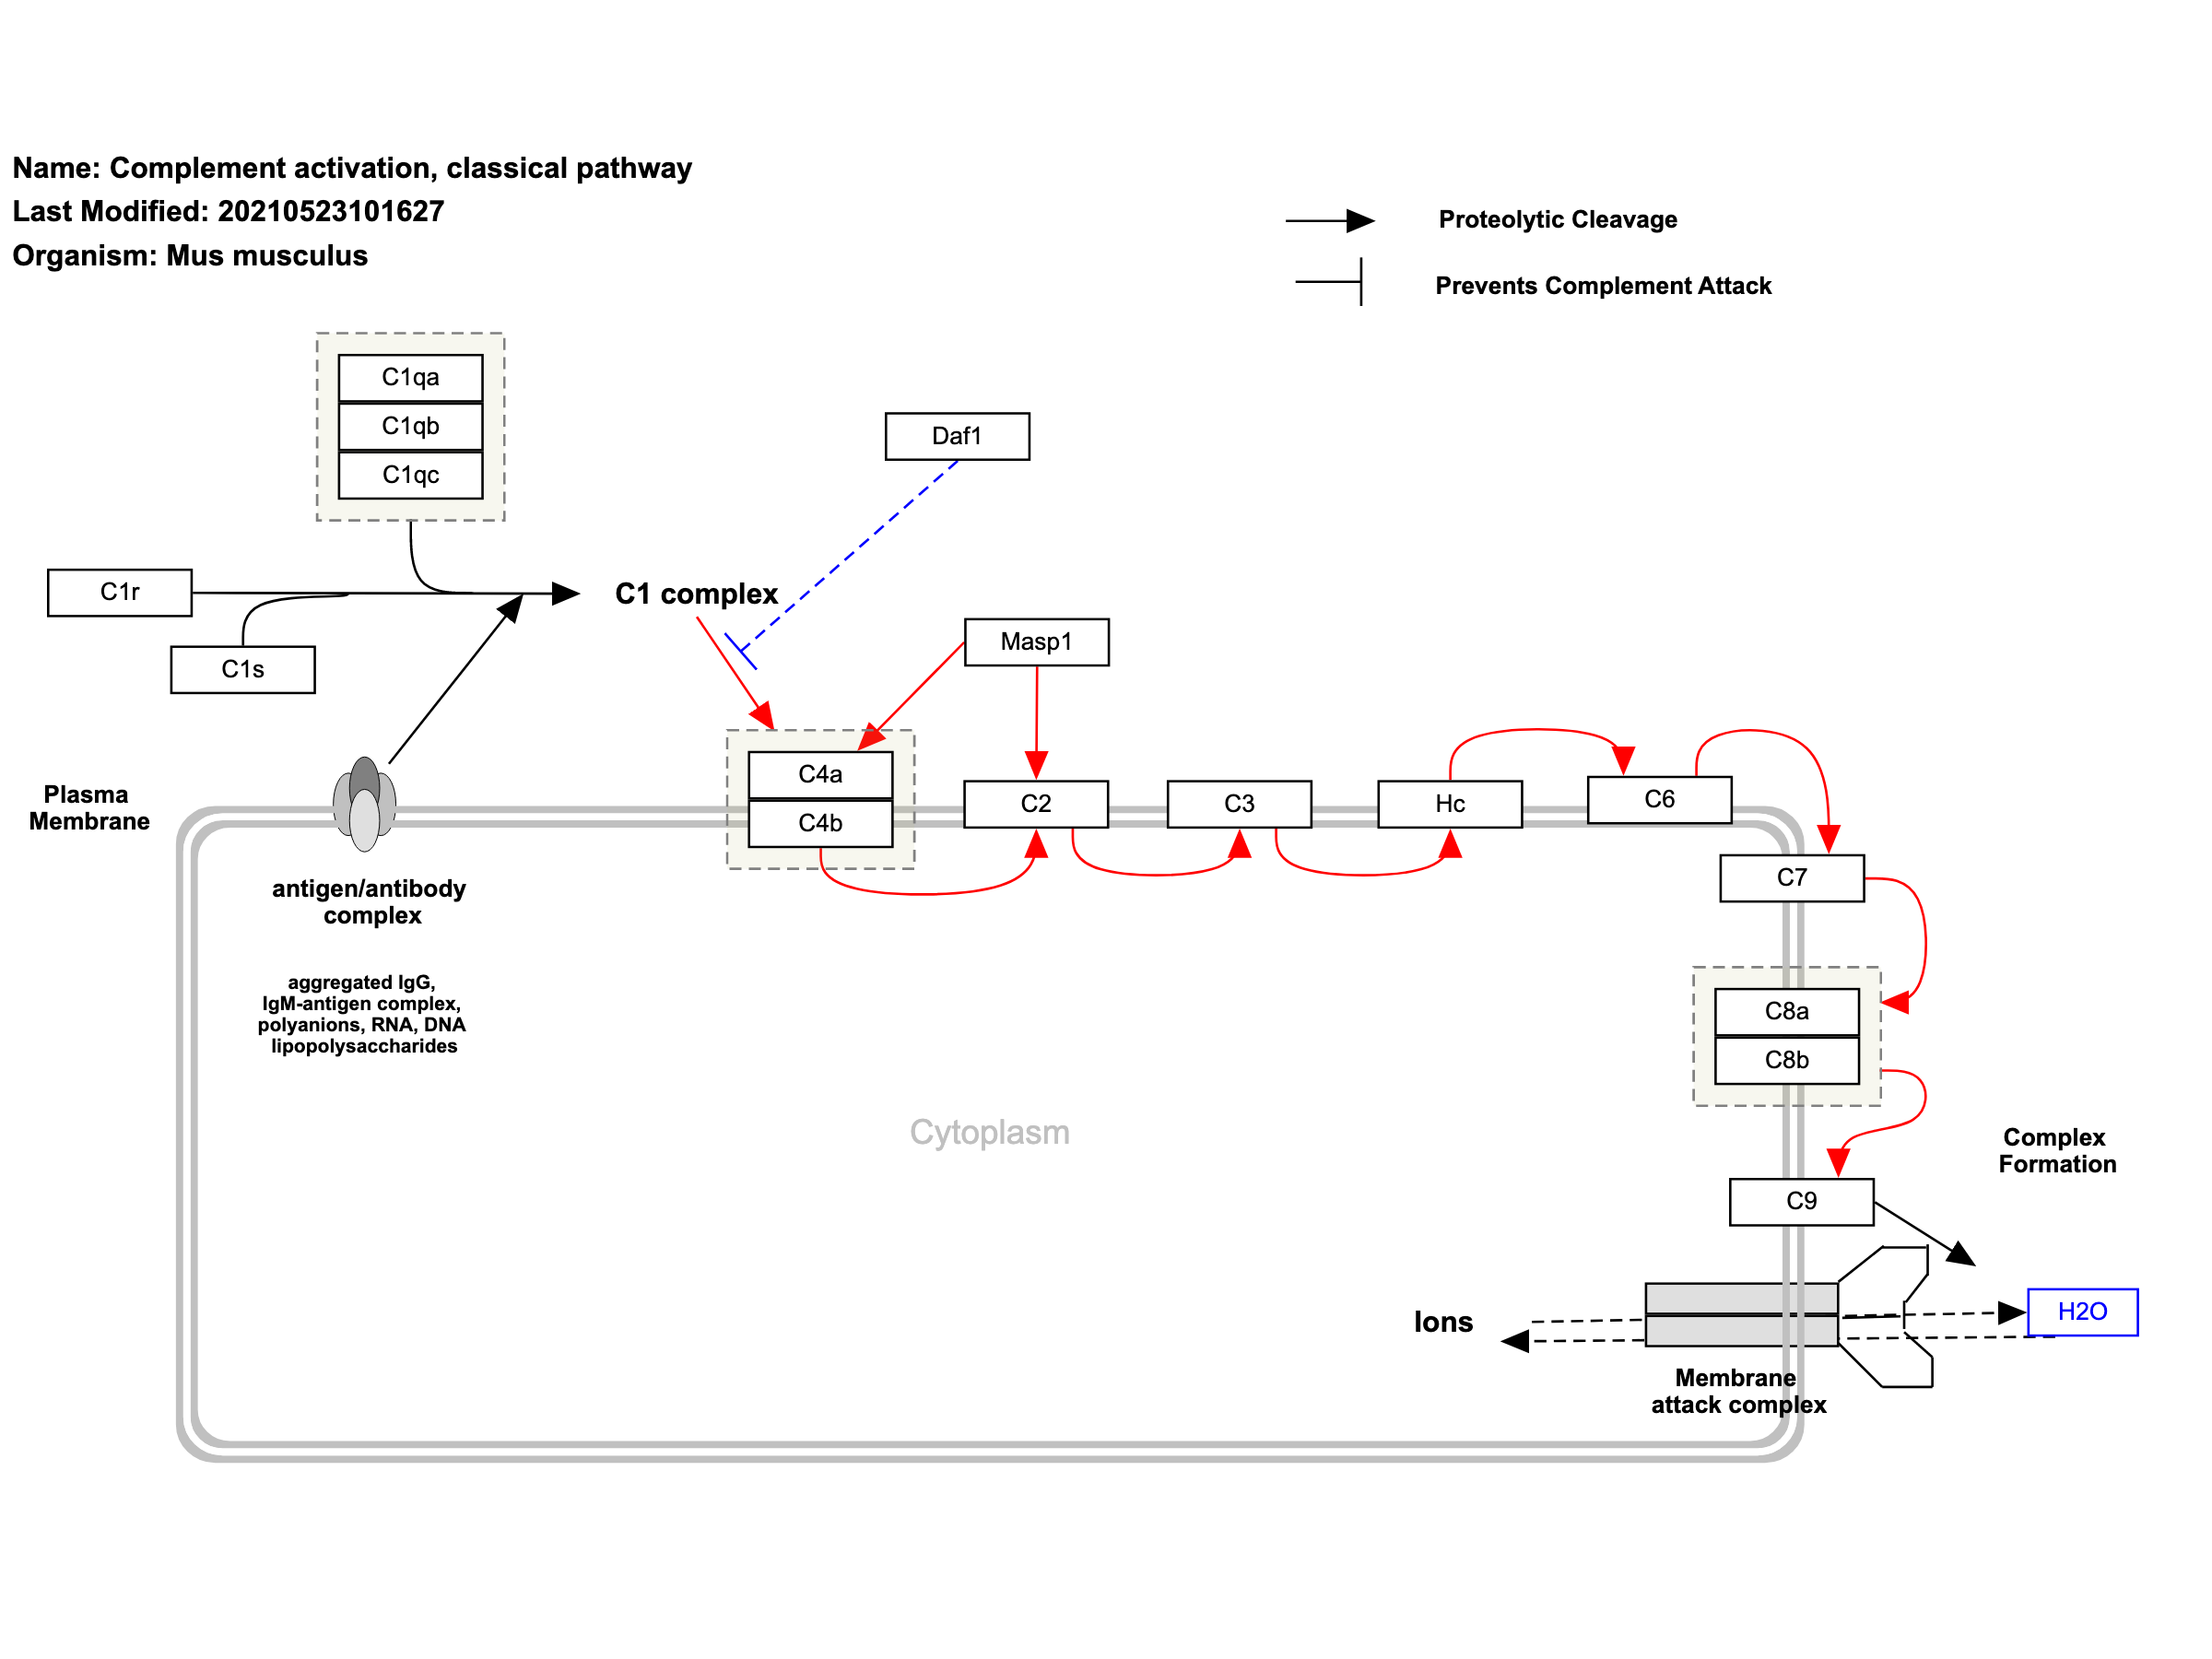 Name: Complement activation, classical pathway
Last Modified: 20210523101627
Organism: Mus musculus
Proteolytic Cleavage
Prevents Complement Attack
C1qa
C1qb
C1qc
Daf1
C1r
C1 complex
C1s
Masp1
C4a
C4b
C2
C3
Hc
C6
Plasma
Membrane
C7
antigen/antibody
complex
aggregated IgG,
IgM-antigen complex,
polyanions, RNA, DNA
lipopolysaccharides
C8a
C8b
Cytoplasm
Complex
Formation
C9
Ions
H2O
Membrane
attack complex